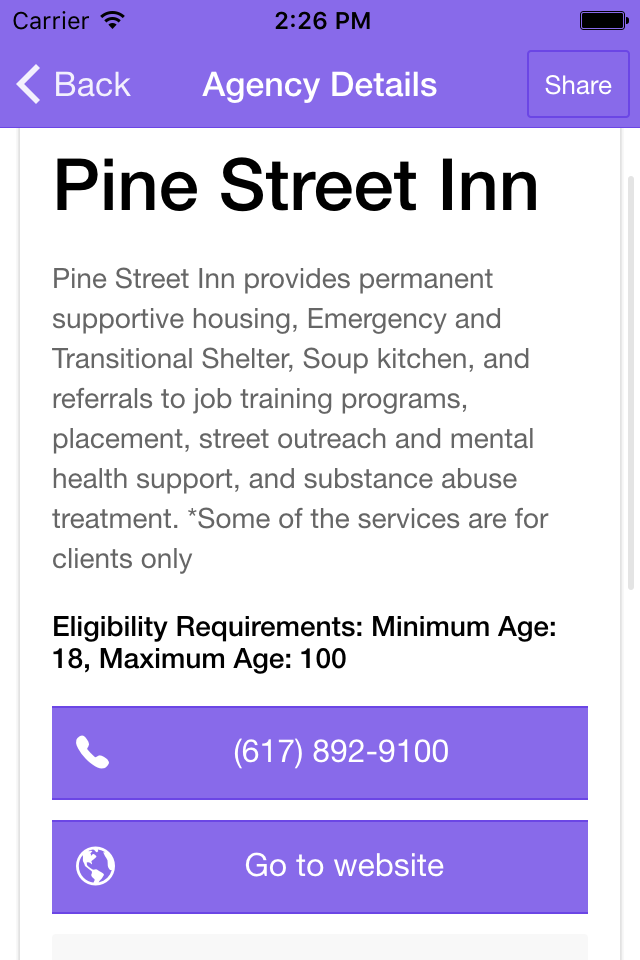 Carrier 2:26 PM
Back Agency Details Share
Pine Street Inn
Pine Street Inn provides permanent
supportive housing, Emergency and
Transitional Shelter, Soup kitchen, and
referrals to job training programs,
placement, street outreach and mental
health support, and substance abuse
treatment. *Some of the services are for
clients only
Eligibility Requirements: Minimum Age:
18, Maximum Age: 100
(617) 892-9100
Go to website